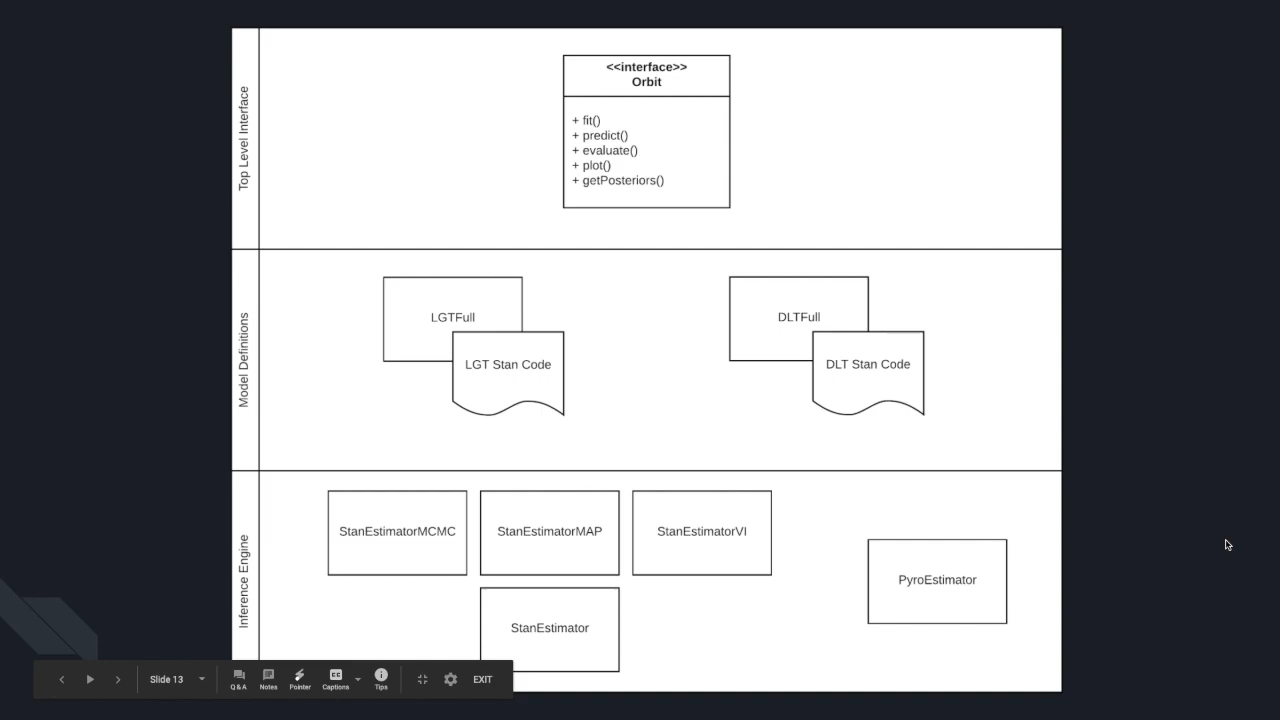 Top Level Interface
<<interface>>
Orbit
+ fit()
+ predict()
+ evaluate()
+ plot()
+ getPosteriors()
Model Definitions
LGTFull
LGT Stan Code
DLTFull
DLT Stan Code
Inference Engine
StanEstimatorMCMC
StanEstimatorMAP
StanEstimatorVI
PyroEstimator
StanEstimator
Slide 13
Q&A
Notes
Pointer
CC
Captions
Tips
EXIT